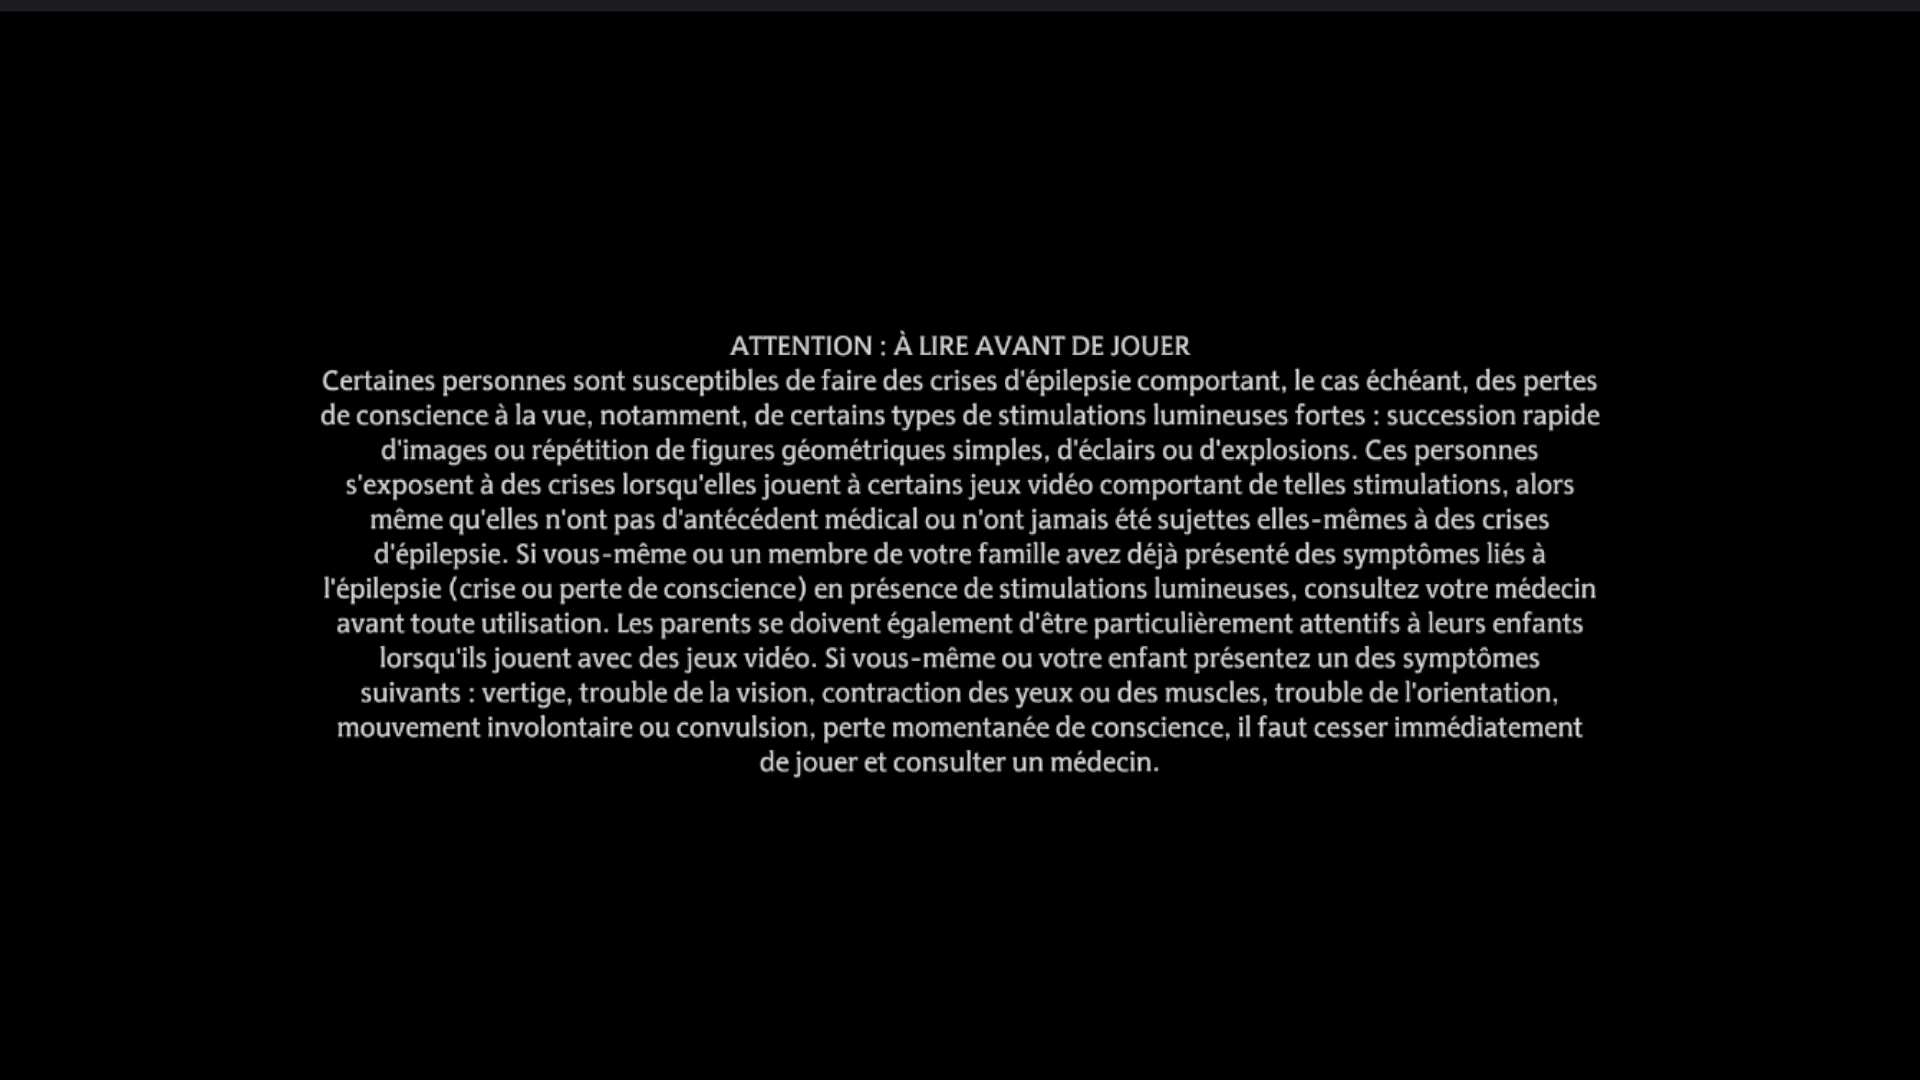 ATTENTION : À LIRE AVANT DE JOUER
Certaines personnes sont susceptibles de faire des crises d'épilepsie comportant, le cas échéant, des pertes
de conscience à la vue, notamment, de certains types de stimulations lumineuses fortes : succession rapide
d'images ou répétition de figures géométriques simples, d'éclairs ou d'explosions. Ces personnes
s'exposent à des crises lorsqu'elles jouent à certains jeux vidéo comportant de telles stimulations, alors
même qu'elles n'ont pas d'antécédent médical ou n'ont jamais été sujettes elles-mêmes à des crises
d'épilepsie. Si vous-même ou un membre de votre famille avez déjà présenté des symptômes liés à
l'épilepsie (crise ou perte de conscience) en présence de stimulations lumineuses, consultez votre médecin
avant toute utilisation. Les parents se doivent également d'être particulièrement attentifs à leurs enfants
lorsqu'ils jouent avec des jeux vidéo. Si vous-même ou votre enfant présentez un des symptômes
suivants : vertige, trouble de la vision, contraction des yeux ou des muscles, trouble de l'orientation,
mouvement involontaire ou convulsion, perte momentanée de conscience, il faut cesser immédiatement
de jouer et consulter un médecin.